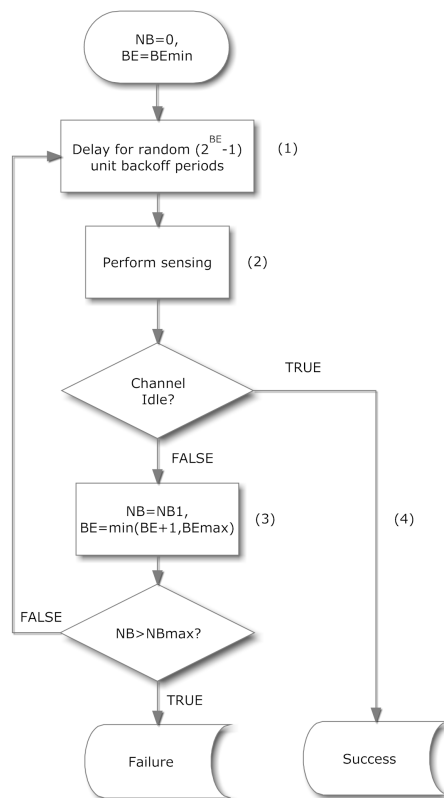 NB=0,
BE=BEmin
Delay for random (2^BE-1)
unit backoff periods
(1)
Perform sensing
(2)
Channel
Idle?
TRUE
FALSE
NB=NB1,
BE=min(BE+1,BEmax)
(3)
(4)
FALSE
NB>NBmax?
TRUE
Failure
Success